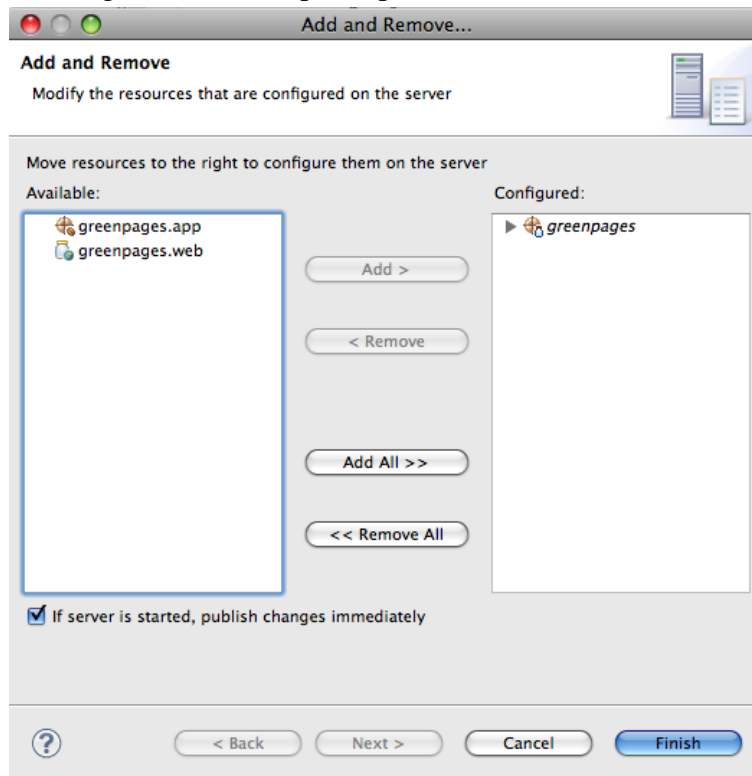 Add and Remove...
Add and Remove
Modify the resources that are configured on the server
Move resources to the right to configure them on the server
Available:
Configured:
greenpages.app
greenpages.web
greenpages
Add >
< Remove
Add All >>
<< Remove All
If server is started, publish changes immediately
?
< Back
Next >
Cancel
Finish